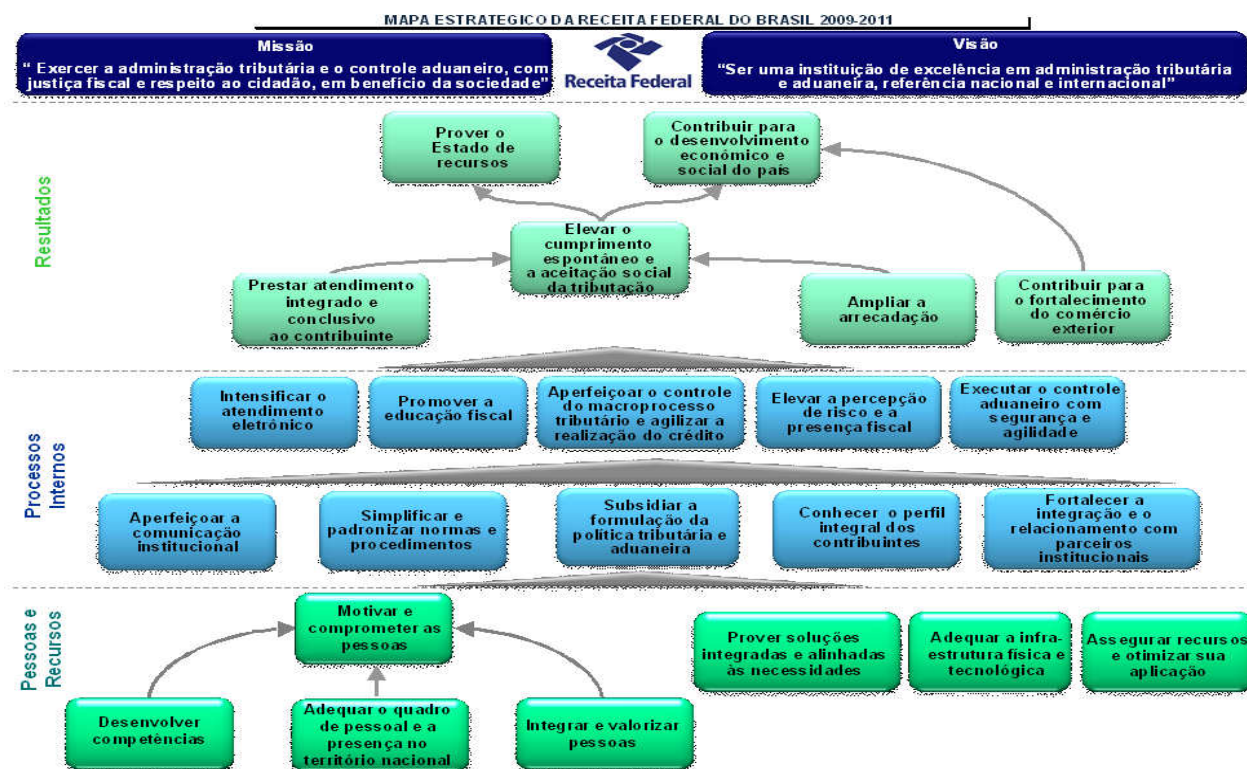 MAPA ESTRATEGICO DA RECEITA FEDERAL DO BRASIL 2009-2011
Missão
“ Exercer a administração tributária e o controle aduaneiro, com
justiça fiscal e respeito ao cidadão, em benefício da sociedade”
Receita Federal
Visão
“Ser uma instituição de excelência em administração tributária
e aduaneira, referência nacional e internacional”
Resultados
Prover o
Estado de
recursos
Contribuir para
o desenvolvimento
econômico e
social do país
Elevar o
cumprimento
espontáneo e
a aceitação social
da tributação
Prestar atendimento
integrado e
conclusivo
ao contribuinte
Ampliar a
arrecadação
Contribuir para
o fortalecimento
do comércio
exterior
Processos
Internos
Intensificar o
atendimento
eletrônico
Promover a
educação fiscal
Aperfeiçoar o controle
do macroprocesso
tributário e agilizar a
realização do crédito
Elevar a percepção
de risco e a
presença fiscal
Executar o controle
aduaneiro com
segurança e
agilidade
Aperfeiçoar a
comunicação
institucional
Simplificar e
padronizar normas e
procedimentos
Subsidiar a
formulação da
política tributária e
aduaneira
Conhecer o perfil
integral dos
contribuintes
Fortalecer a
integração e o
relacionamento com
parceiros
institucionais
Pessoas e
Recursos
Motivar e
comprometer as
pessoas
Prover soluções
integradas e alinhadas
às necessidades
Adequar a infra-
estrutura física e
tecnológica
Assegurar recursos
e otimizar sua
aplicação
Desenvolver
competências
Adequar o quadro
de pessoal e a
presença no
território nacional
Integrar e valorizar
pessoas